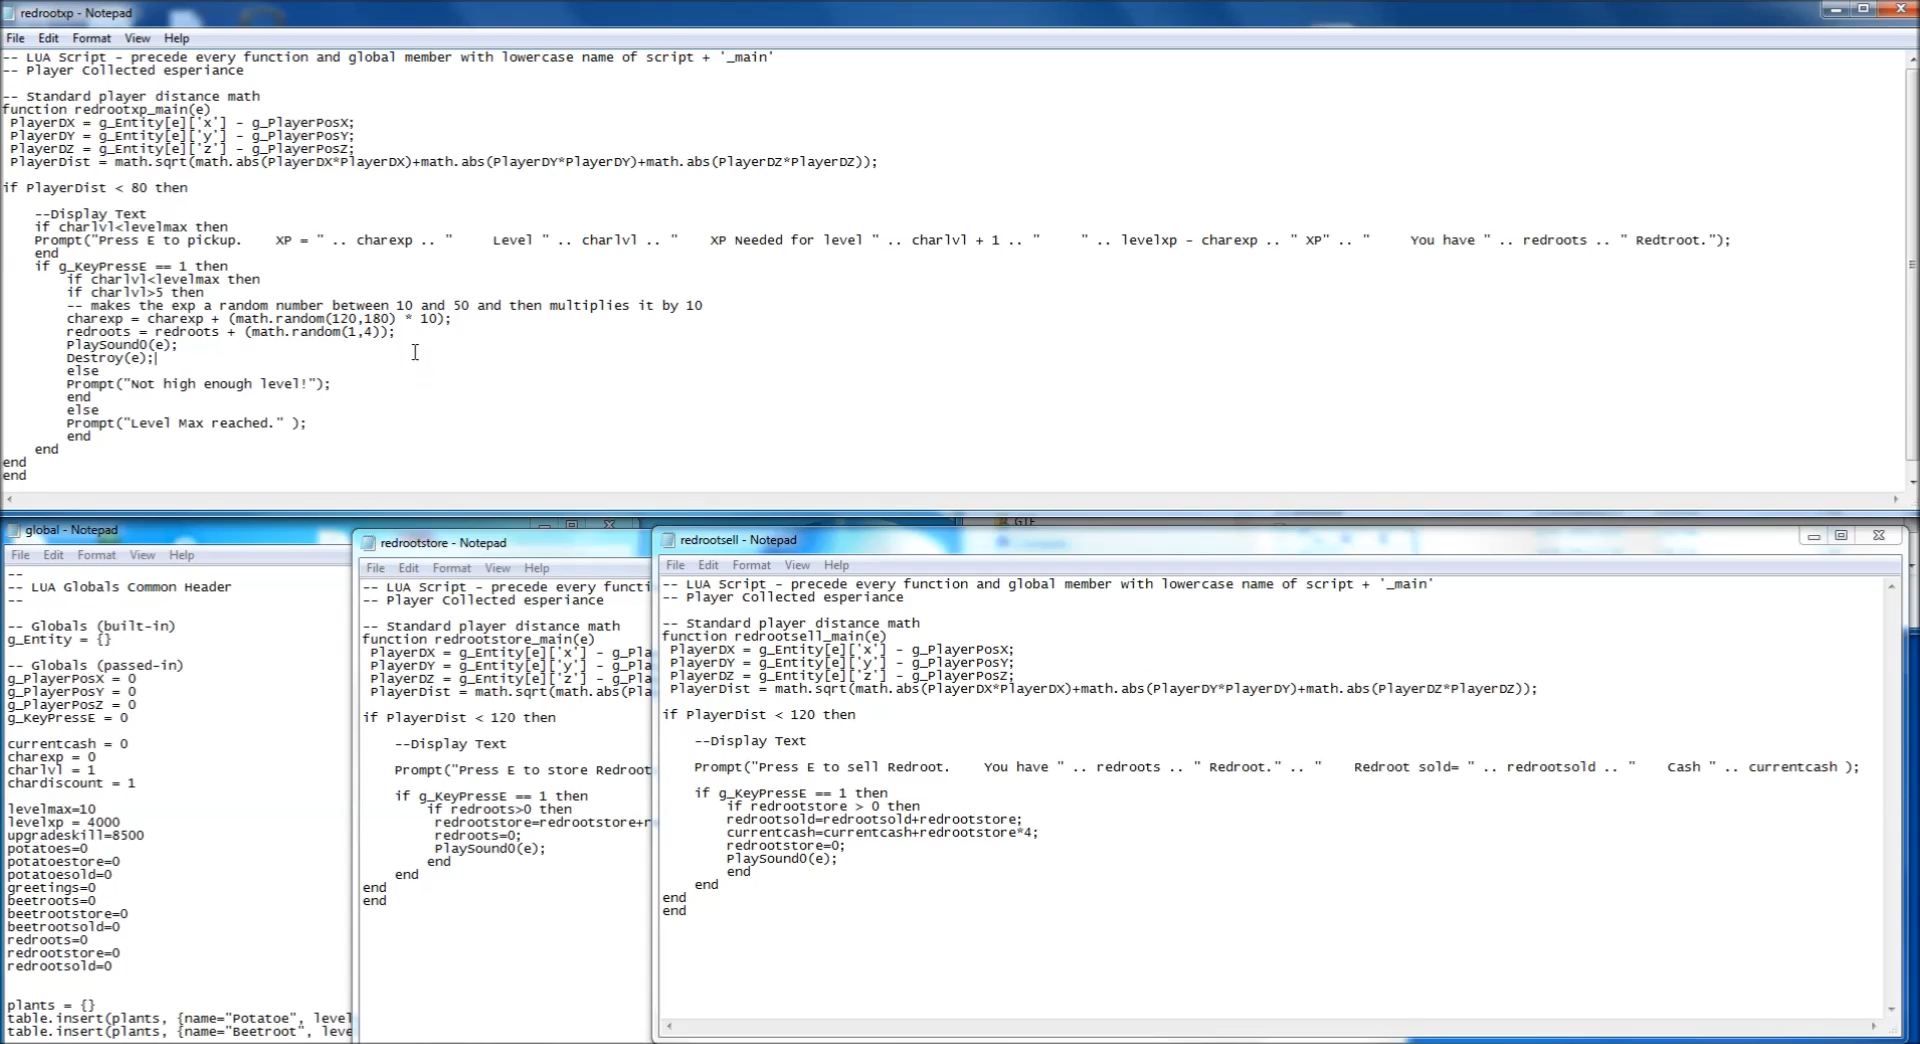 redrootxp - Notepad
File Edit Format View Help
-- LUA Script - precede every function and global member with lowercase name of script + '_main'
-- Player Collected esperiance
-- Standard player distance math
function redrootxp_main(e)
PlayerDX = g_Entity[e]['x'] - g_PlayerPosX;
PlayerDY = g_Entity[e]['y'] - g_PlayerPosY;
PlayerDZ = g_Entity[e]['z'] - g_PlayerPosZ;
PlayerDist = math.sqrt(math.abs(PlayerDX*PlayerDX)+math.abs(PlayerDY*PlayerDY)+math.abs(PlayerDZ*PlayerDZ));
if PlayerDist < 80 then
--Display Text
if charlvl<levelmax then
Prompt("Press E to pickup.    XP = " .. charexp .. "     Level " .. charlvl .. "    XP Needed for level " .. charlvl + 1 .. "     " .. levelxp - charexp .. " XP" .. "     You have " .. redroots .. " Redtroot.");
end
if g_KeyPressE == 1 then
if charlvl<levelmax then
if charlvl>5 then
-- makes the exp a random number between 10 and 50 and then multiplies it by 10
charexp = charexp + (math.random(120,180) * 10);
redroots = redroots + (math.random(1,4));
PlaySound0(e);
Destroy(e);
else
Prompt("Not high enough level!");
end
else
Prompt("Level Max reached." );
end
end
end
end
global - Notepad
File Edit Format View Help
--
-- LUA Globals Common Header
--
-- Globals (built-in)
g_Entity = {}
-- Globals (passed-in)
g_PlayerPosX = 0
g_PlayerPosY = 0
g_PlayerPosZ = 0
g_KeyPressE = 0
currentcash = 0
charexp = 0
charlvl = 1
chardiscount = 1
levelmax=10
levelxp = 4000
upgradeskill=8500
potatoes=0
potatoestore=0
potatoesold=0
greetings=0
beetroots=0
beetrootstore=0
beetrootsold=0
redroots=0
redrootstore=0
redrootsold=0
plants = {}
table.insert(plants, {name="Potatoe", level
table.insert(plants, {name="Beetroot", leve
redrootstore - Notepad
File Edit Format View Help
-- LUA Script - precede every functi
-- Player Collected esperiance
-- Standard player distance math
function redrootstore_main(e)
PlayerDX = g_Entity[e]['x'] - g_Pla
PlayerDY = g_Entity[e]['y'] - g_Pla
PlayerDZ = g_Entity[e]['z'] - g_Pla
PlayerDist = math.sqrt(math.abs(Pla
if PlayerDist < 120 then
--Display Text
Prompt("Press E to store Redroot
if g_KeyPressE == 1 then
if redroots>0 then
redrootstore=redrootstore+r
redroots=0;
PlaySound0(e);
end
end
end
end
GTF
redrootsell - Notepad
File Edit Format View Help
-- LUA Script - precede every function and global member with lowercase name of script + '_main'
-- Player Collected esperiance
-- Standard player distance math
function redrootsell_main(e)
PlayerDX = g_Entity[e]['x'] - g_PlayerPosX;
PlayerDY = g_Entity[e]['y'] - g_PlayerPosY;
PlayerDZ = g_Entity[e]['z'] - g_PlayerPosZ;
PlayerDist = math.sqrt(math.abs(PlayerDX*PlayerDX)+math.abs(PlayerDY*PlayerDY)+math.abs(PlayerDZ*PlayerDZ));
if PlayerDist < 120 then
--Display Text
Prompt("Press E to sell Redroot.    You have " .. redroots .. " Redroot." .. "    Redroot sold= " .. redrootsold .. "    Cash " .. currentcash );
if g_KeyPressE == 1 then
if redrootstore > 0 then
redrootsold=redrootsold+redrootstore;
currentcash=currentcash+redrootstore*4;
redrootstore=0;
PlaySound0(e);
end
end
end
end